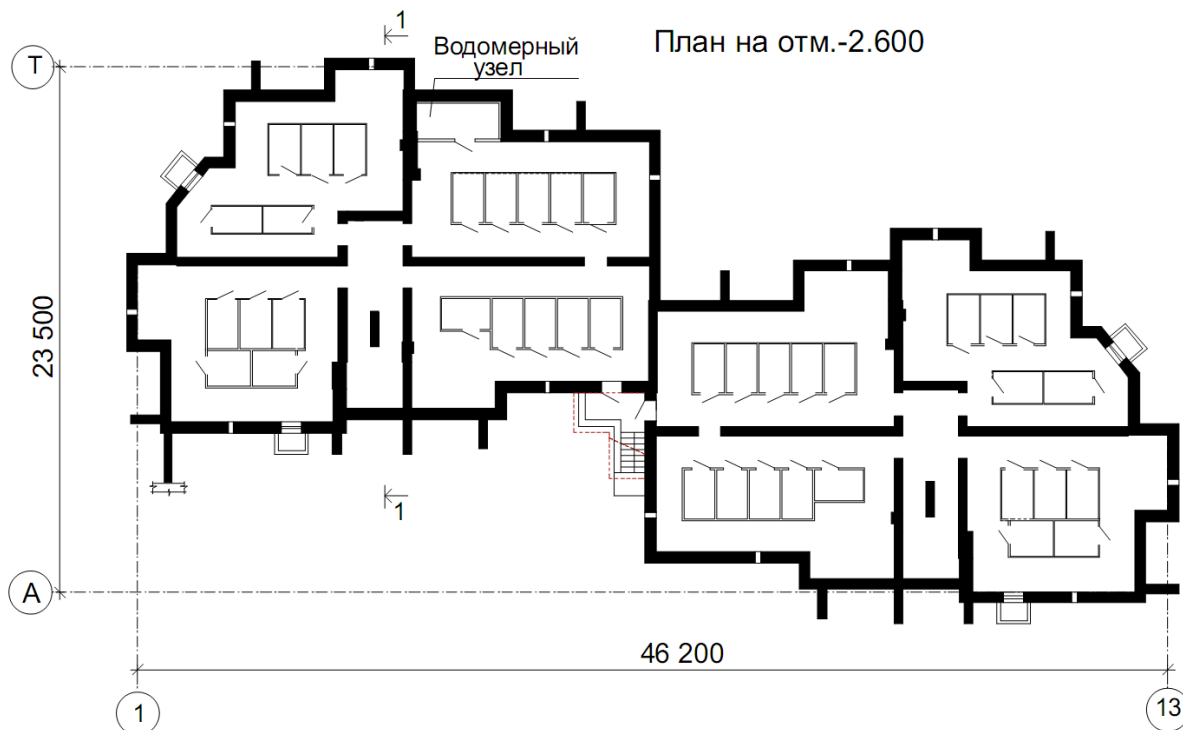 1
План на отм.-2.600
Водомерный
узел
Т
23 500
1
А
46 200
1
13